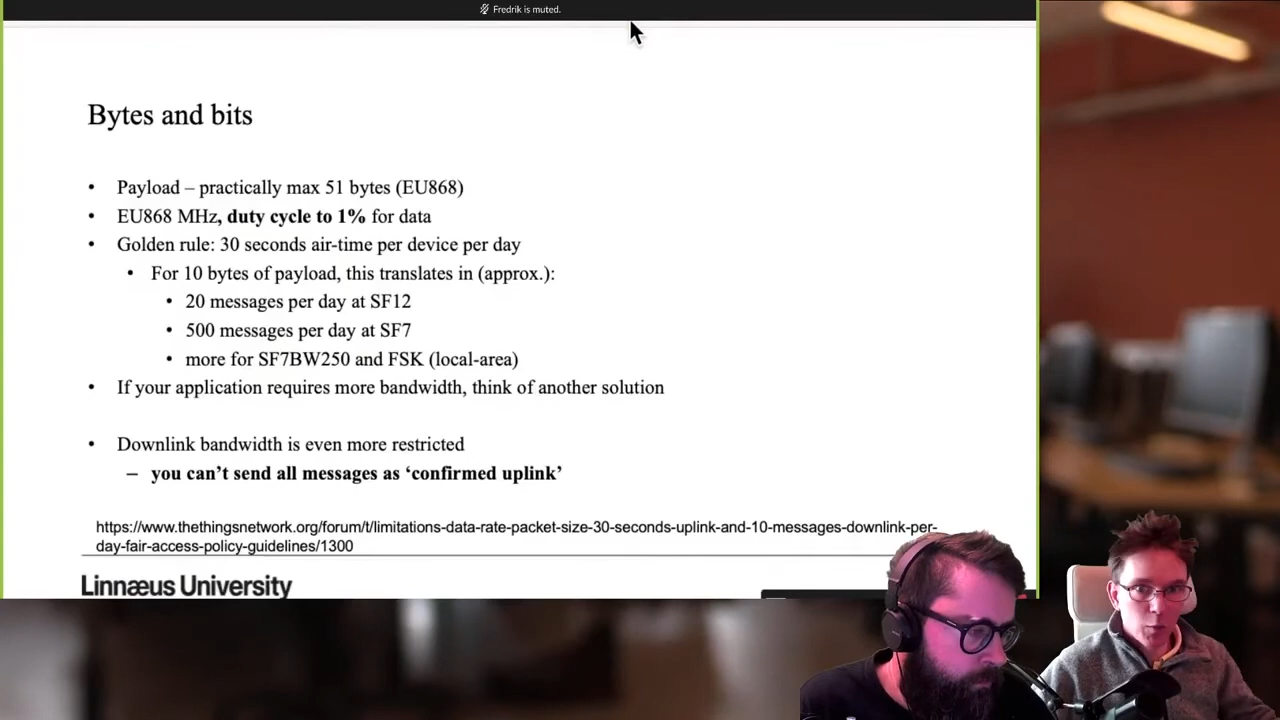 Fredrik is muted.
Bytes and bits
• Payload – practically max 51 bytes (EU868)
• EU868 MHz, duty cycle to 1% for data
• Golden rule: 30 seconds air-time per device per day
• For 10 bytes of payload, this translates in (approx.):
• 20 messages per day at SF12
• 500 messages per day at SF7
• more for SF7BW250 and FSK (local-area)
• If your application requires more bandwidth, think of another solution
• Downlink bandwidth is even more restricted
– you can’t send all messages as ‘confirmed uplink’
https://www.thethingsnetwork.org/forum/t/limitations-data-rate-packet-size-30-seconds-uplink-and-10-messages-downlink-per-
day-fair-access-policy-guidelines/1300
Linnæus University